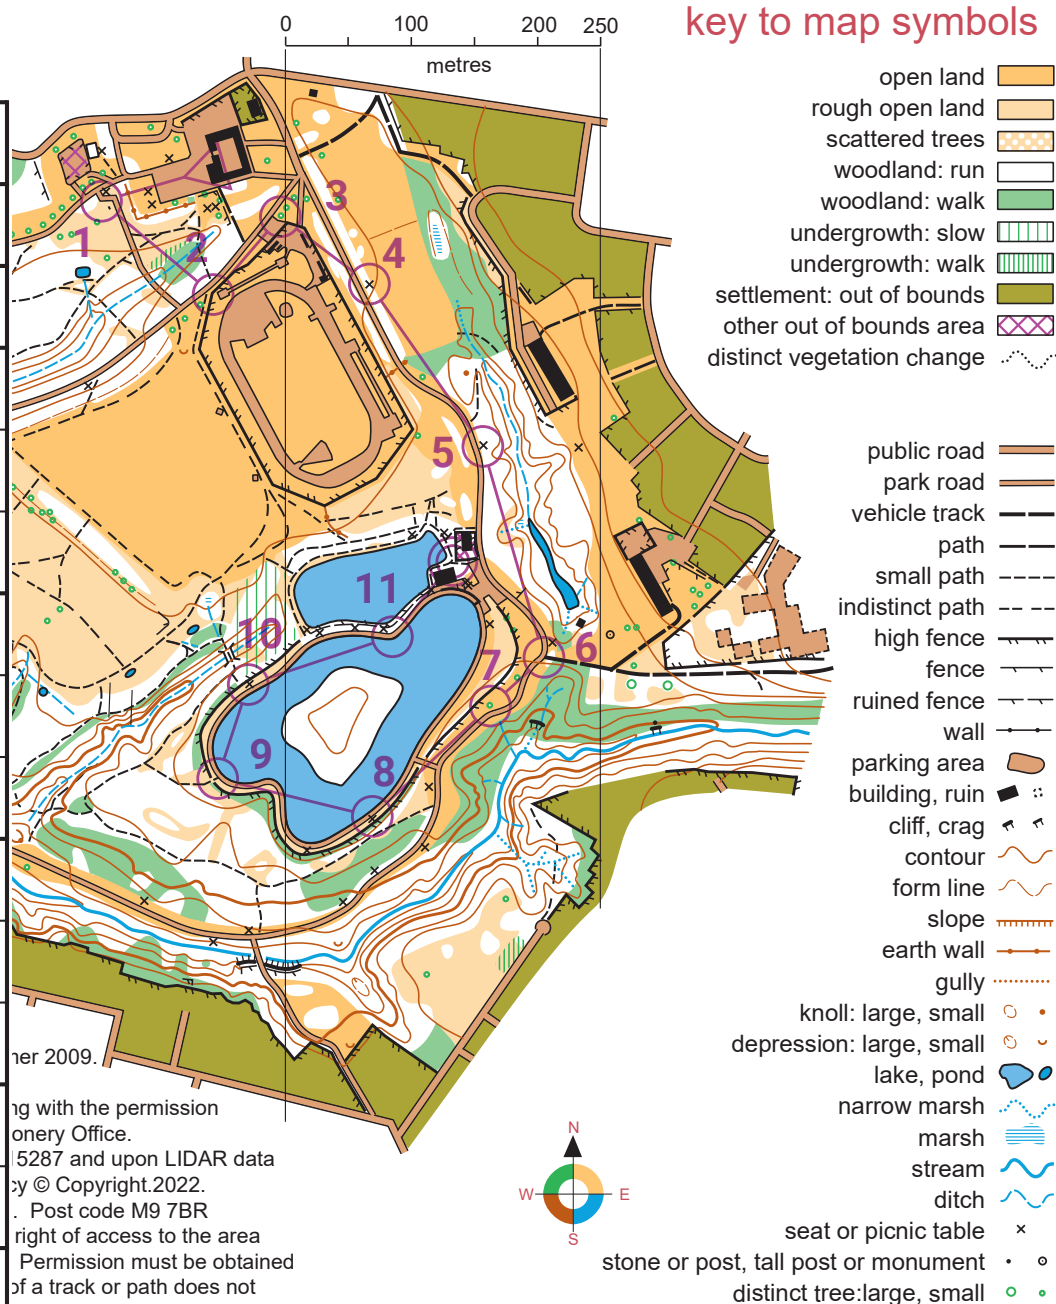 key to map symbols
0 100 200 250
metres
open land
rough open land
scattered trees
woodland: run
woodland: walk
undergrowth: slow
undergrowth: walk
settlement: out of bounds
other out of bounds area
distinct vegetation change
public road
park road
vehicle track
path
small path
indistinct path
high fence
fence
ruined fence
wall
parking area
building, ruin
cliff, crag
contour
form line
slope
earth wall
gully
knoll: large, small
depression: large, small
lake, pond
narrow marsh
marsh
stream
ditch
seat or picnic table
stone or post, tall post or monument
distinct tree:large, small
1
2
3
4
5
6
7
8
9
10
11
N
W E
S
2009.
with the permission
Office.
15287 and upon LIDAR data
© Copyright.2022.
. Post code M9 7BR
right of access to the area
Permission must be obtained
of a track or path does not